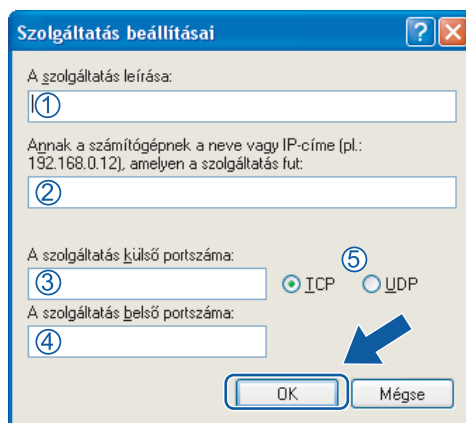 Szolgáltatás beállításai
A szolgáltatás leírása:
①
Annak a számítógépnek a neve vagy IP-címe (pl.:
192.168.0.12), amelyen a szolgáltatás fut:
②
A szolgáltatás külső portszáma:
⑤
③ TCP UDP
A szolgáltatás belső portszáma:
④
OK Mégse